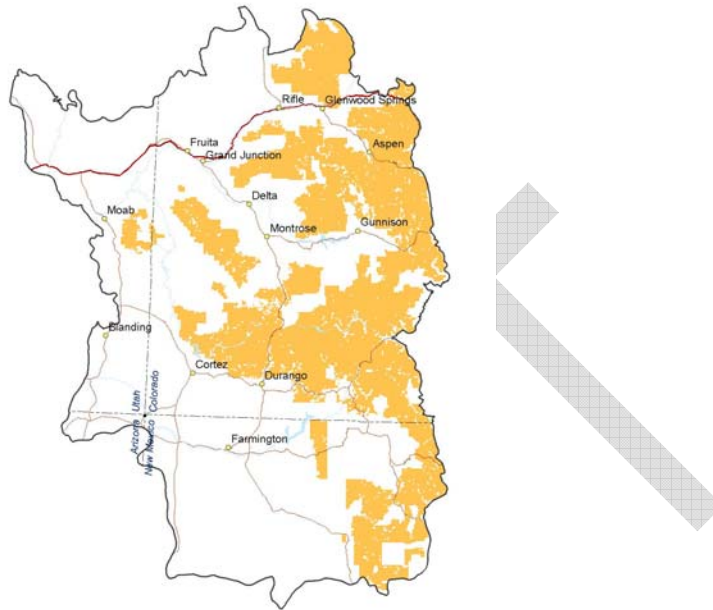 Rifle
Glenwood Springs
Fruita
Grand Junction
Aspen
Delta
Moab
Montrose
Gunnison
Blanding
Cortez
Durango
Arizona Utah
New Mexico Colorado
Farmington